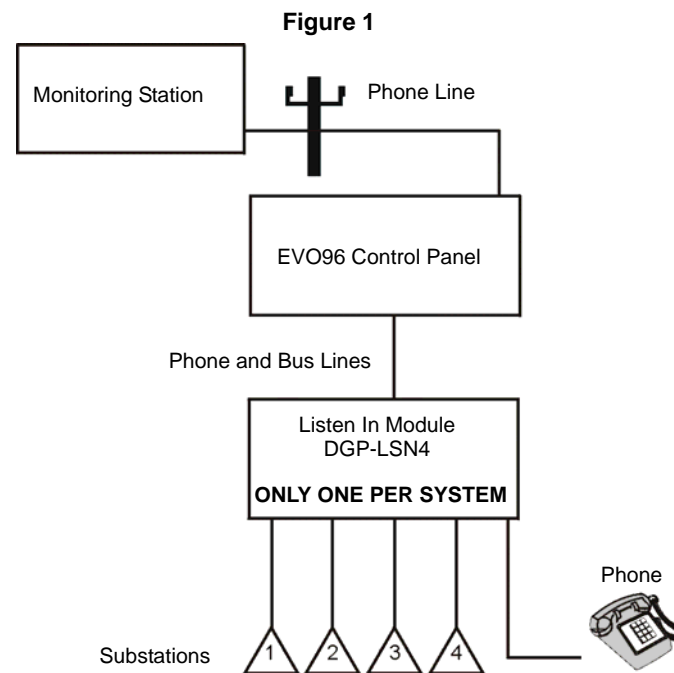 Figure 1
Monitoring Station
Phone Line
EVO96 Control Panel
Phone and Bus Lines
Listen In Module
DGP-LSN4
ONLY ONE PER SYSTEM
Phone
Substations
1
2
3
4